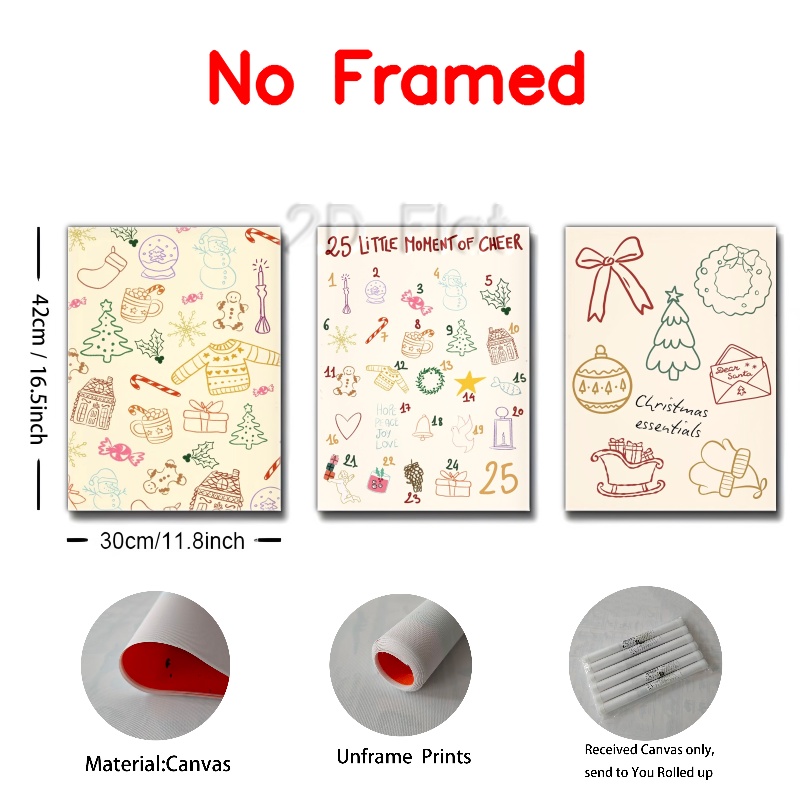 No Framed
2D Flat
42cm / 16.5inch
30cm/11.8inch
25 LITTLE MOMENT OF CHEER
1
2
3
4
5
6
7
8
9
10
11
12
13
14
15
16
HOPE
PEACE
JOY
LOVE
17
18
19
20
21
22
23
24
25
Dear
Santa
Christmas
essentials
Material:Canvas
Unframe Prints
Received Canvas only,
send to You Rolled up